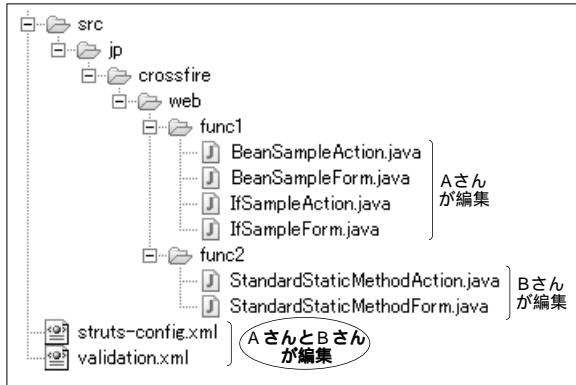 src
jp
crossfire
web
func1
BeanSampleAction.java
BeanSampleForm.java
IfSampleAction.java
IfSampleForm.java
Aさん
が編集
func2
StandardStaticMethodAction.java
StandardStaticMethodForm.java
Bさん
が編集
struts-config.xml
validation.xml
AさんとBさん
が編集